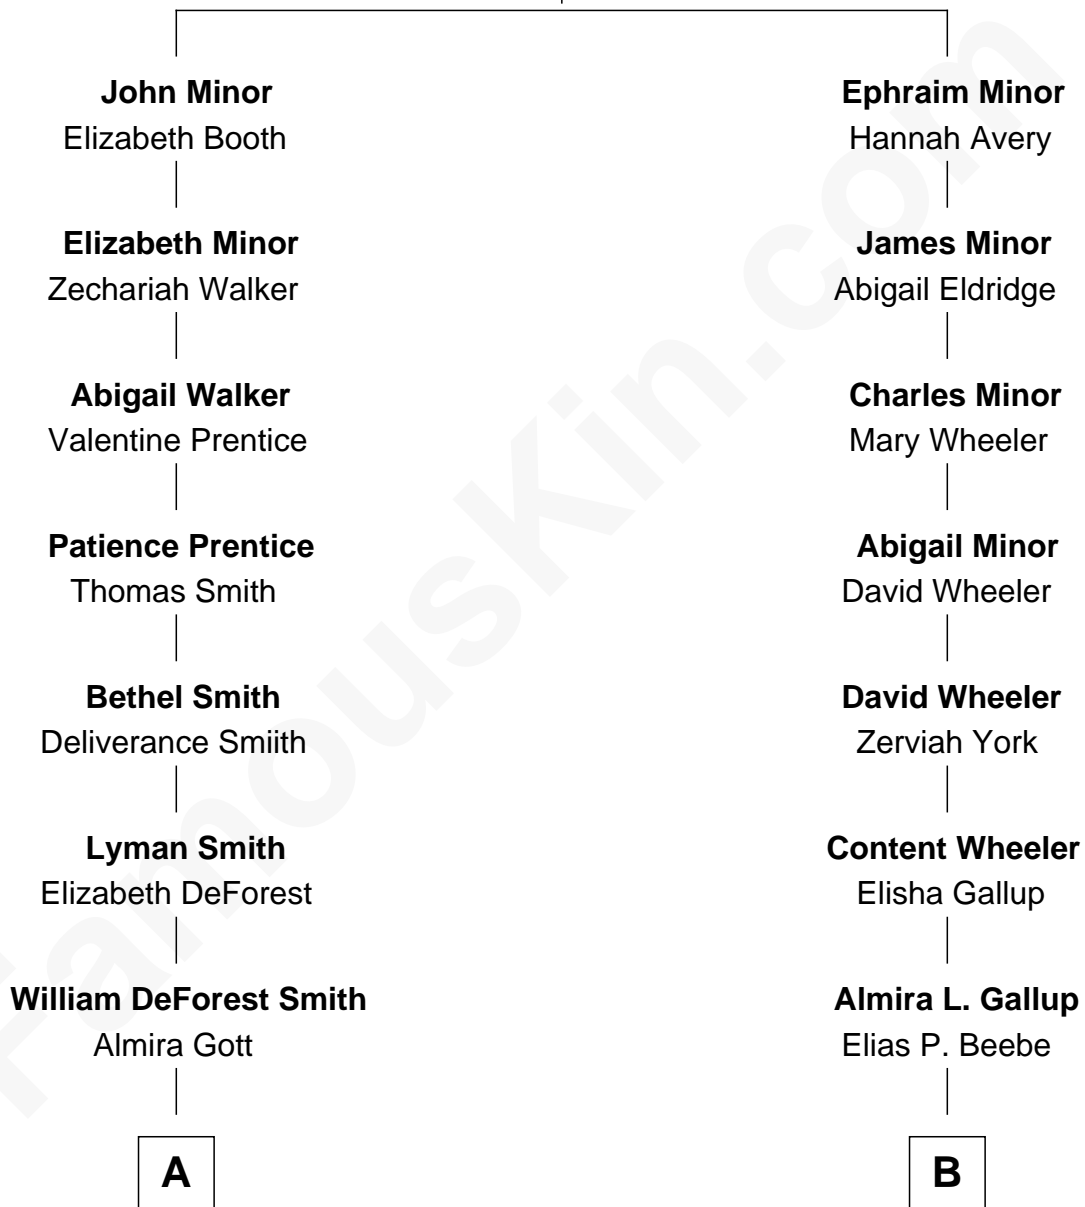 John Minor
Elizabeth Booth
Elizabeth Minor
Zechariah Walker
Abigail Walker
Valentine Prentice
Patience Prentice
Thomas Smith
Bethel Smith
Deliverance Smiith
Lyman Smith
Elizabeth DeForest
William DeForest Smith
Almira Gott
A
Ephraim Minor
Hannah Avery
James Minor
Abigail Eldridge
Charles Minor
Mary Wheeler
Abigail Minor
David Wheeler
David Wheeler
Zerviah York
Content Wheeler
Elisha Gallup
Almira L. Gallup
Elias P. Beebe
B
FamousKin.com